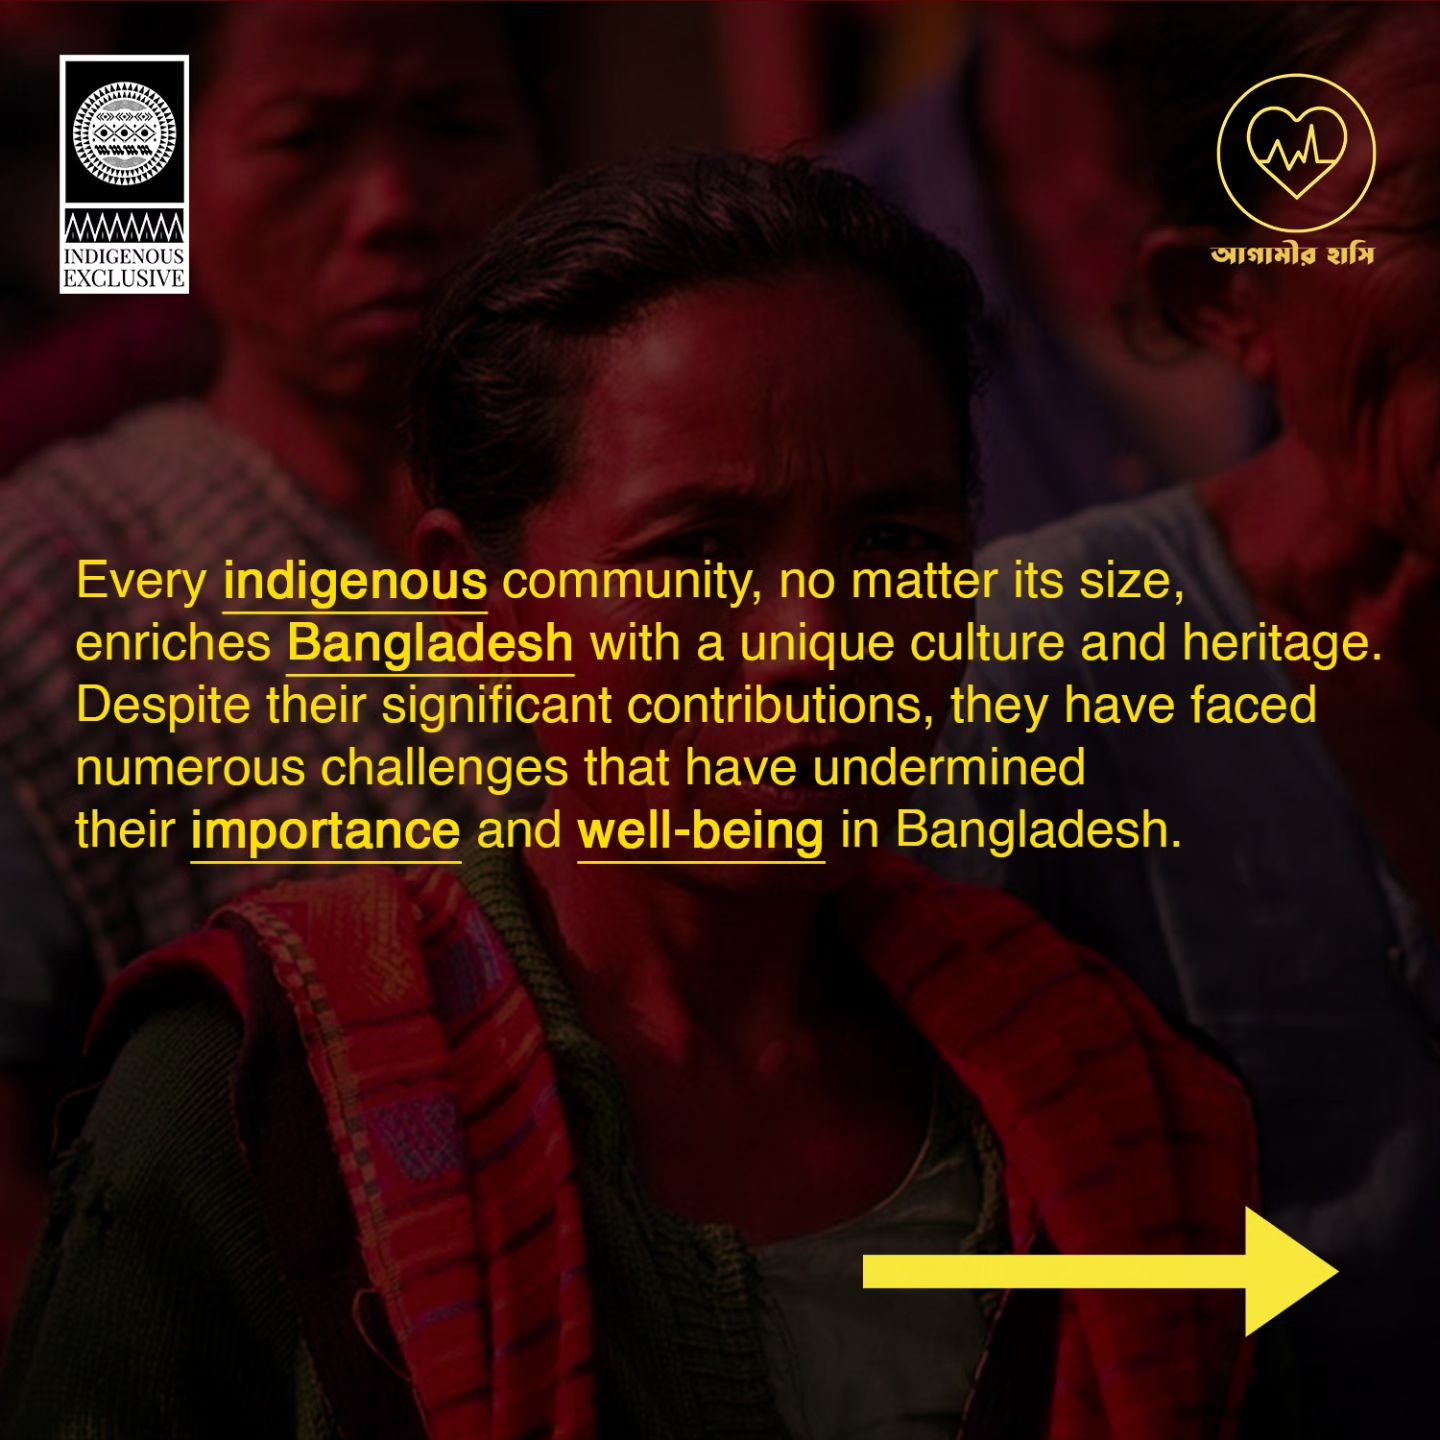 INDIGENOUS
EXCLUSIVE
আগামীর হাসি
Every indigenous community, no matter its size,
enriches Bangladesh with a unique culture and heritage.
Despite their significant contributions, they have faced
numerous challenges that have undermined
their importance and well-being in Bangladesh.